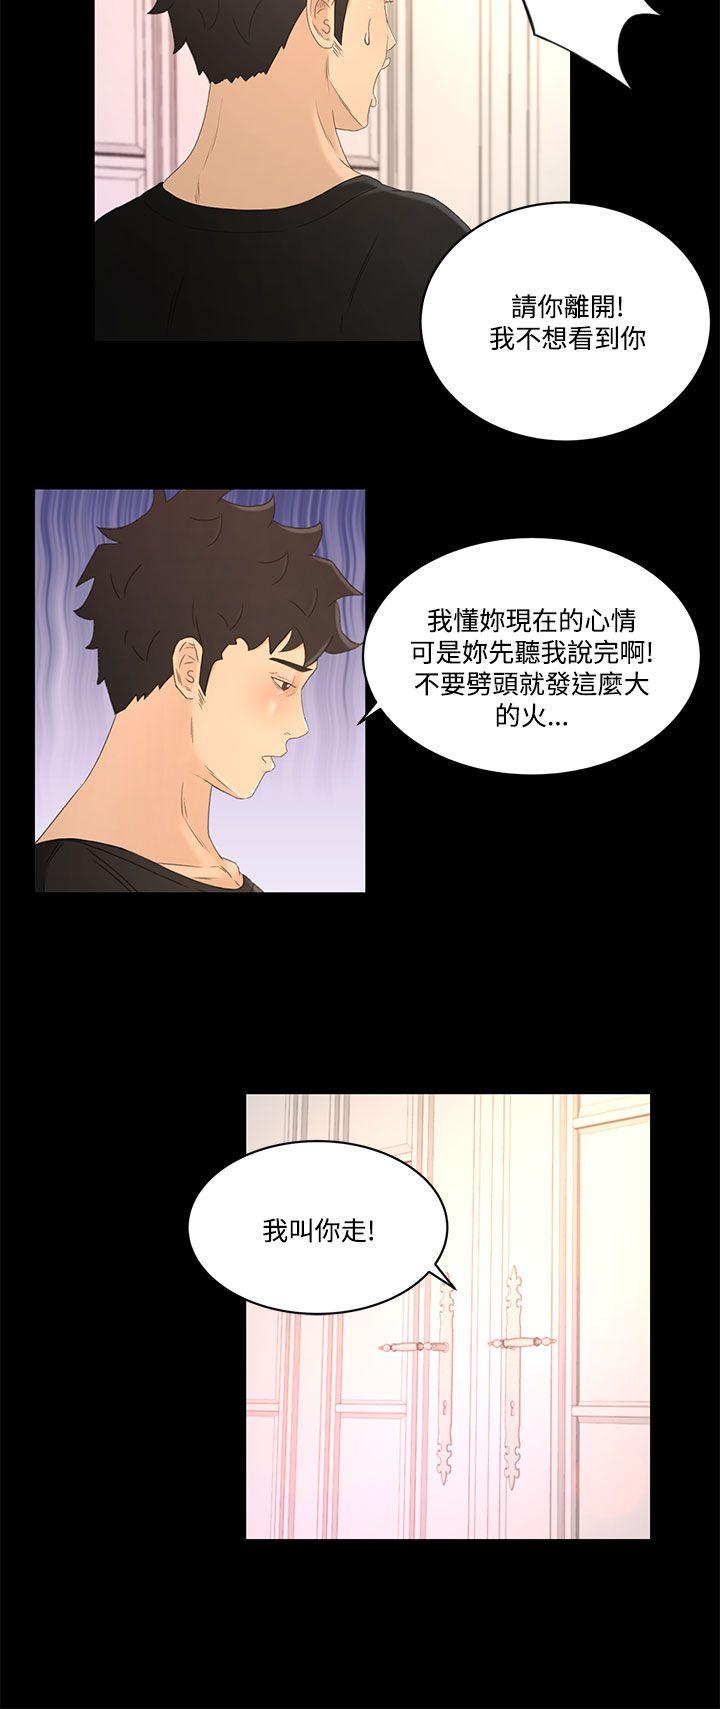 請你離開!
我不想看到你
我懂妳現在的心情
可是妳先聽我說完啊!
不要劈頭就發這麼大
的火...
我叫你走!